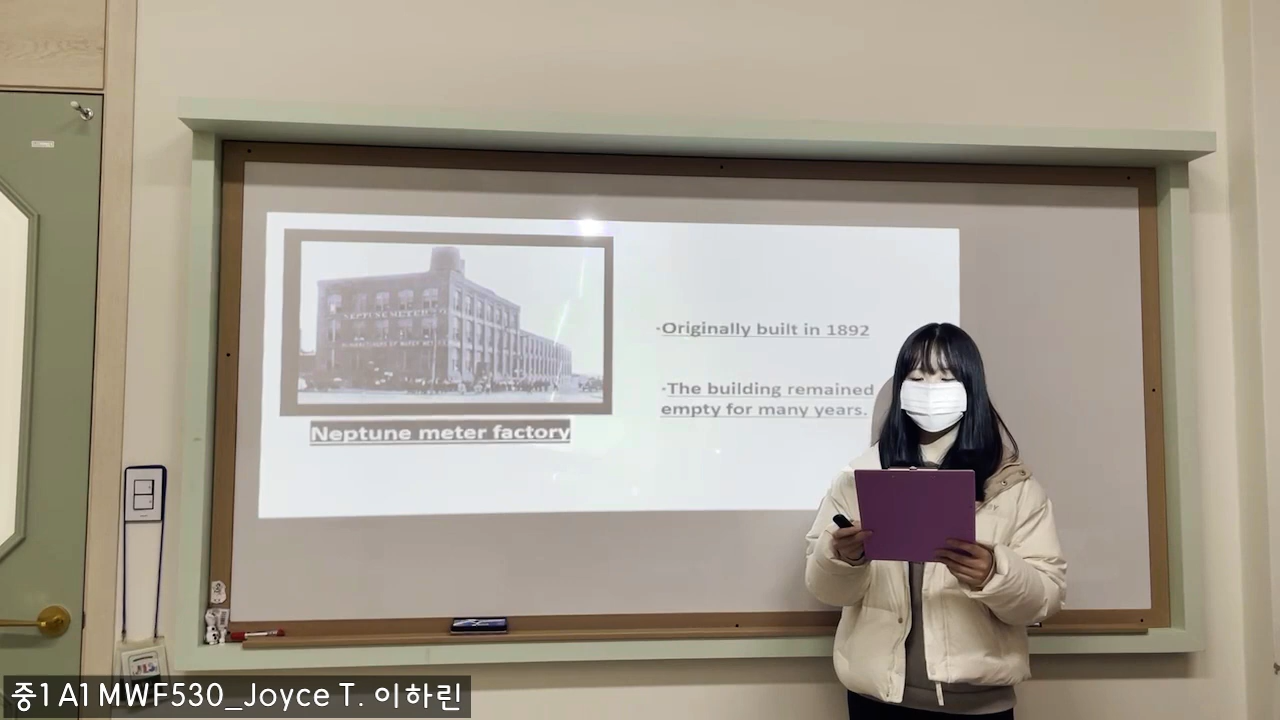 NEPTUNE METER CO.
·Originally built in 1892
·The building remained
empty for many years.
Neptune meter factory
중1 A1 MWF530_Joyce T. 이하린